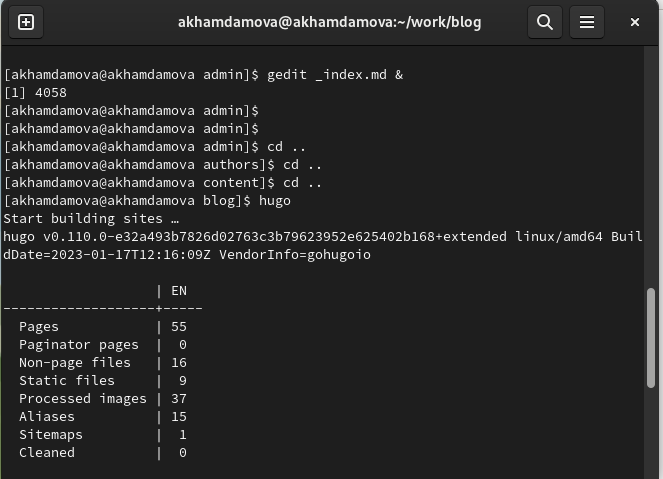 akhamdamova@akhamdamova:~/work/blog
[akhamdamova@akhamdamova admin]$ gedit _index.md &
[1] 4058
[akhamdamova@akhamdamova admin]$
[akhamdamova@akhamdamova admin]$
[akhamdamova@akhamdamova admin]$ cd ..
[akhamdamova@akhamdamova authors]$ cd ..
[akhamdamova@akhamdamova content]$ cd ..
[akhamdamova@akhamdamova blog]$ hugo
Start building sites …
hugo v0.110.0-e32a493b7826d02763c3b79623952e625402b168+extended linux/amd64 Buil
dDate=2023-01-17T12:16:09Z VendorInfo=gohugoio
                   | EN
-------------------+-----
  Pages            | 55
  Paginator pages  |  0
  Non-page files   | 16
  Static files     |  9
  Processed images | 37
  Aliases          | 15
  Sitemaps         |  1
  Cleaned          |  0